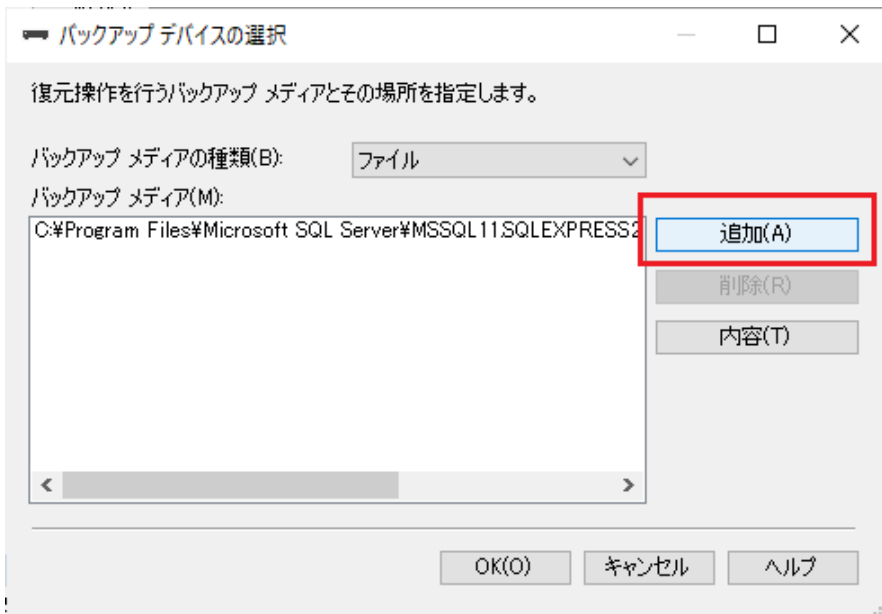 バックアップ デバイスの選択
復元操作を行うバックアップ メディアとその場所を指定します。
バックアップ メディアの種類(B):
ファイル
バックアップ メディア(M):
C:¥Program Files¥Microsoft SQL Server¥MSSQL11.SQLEXPRESS2
追加(A)
削除(R)
内容(T)
OK(O)
キャンセル
ヘルプ